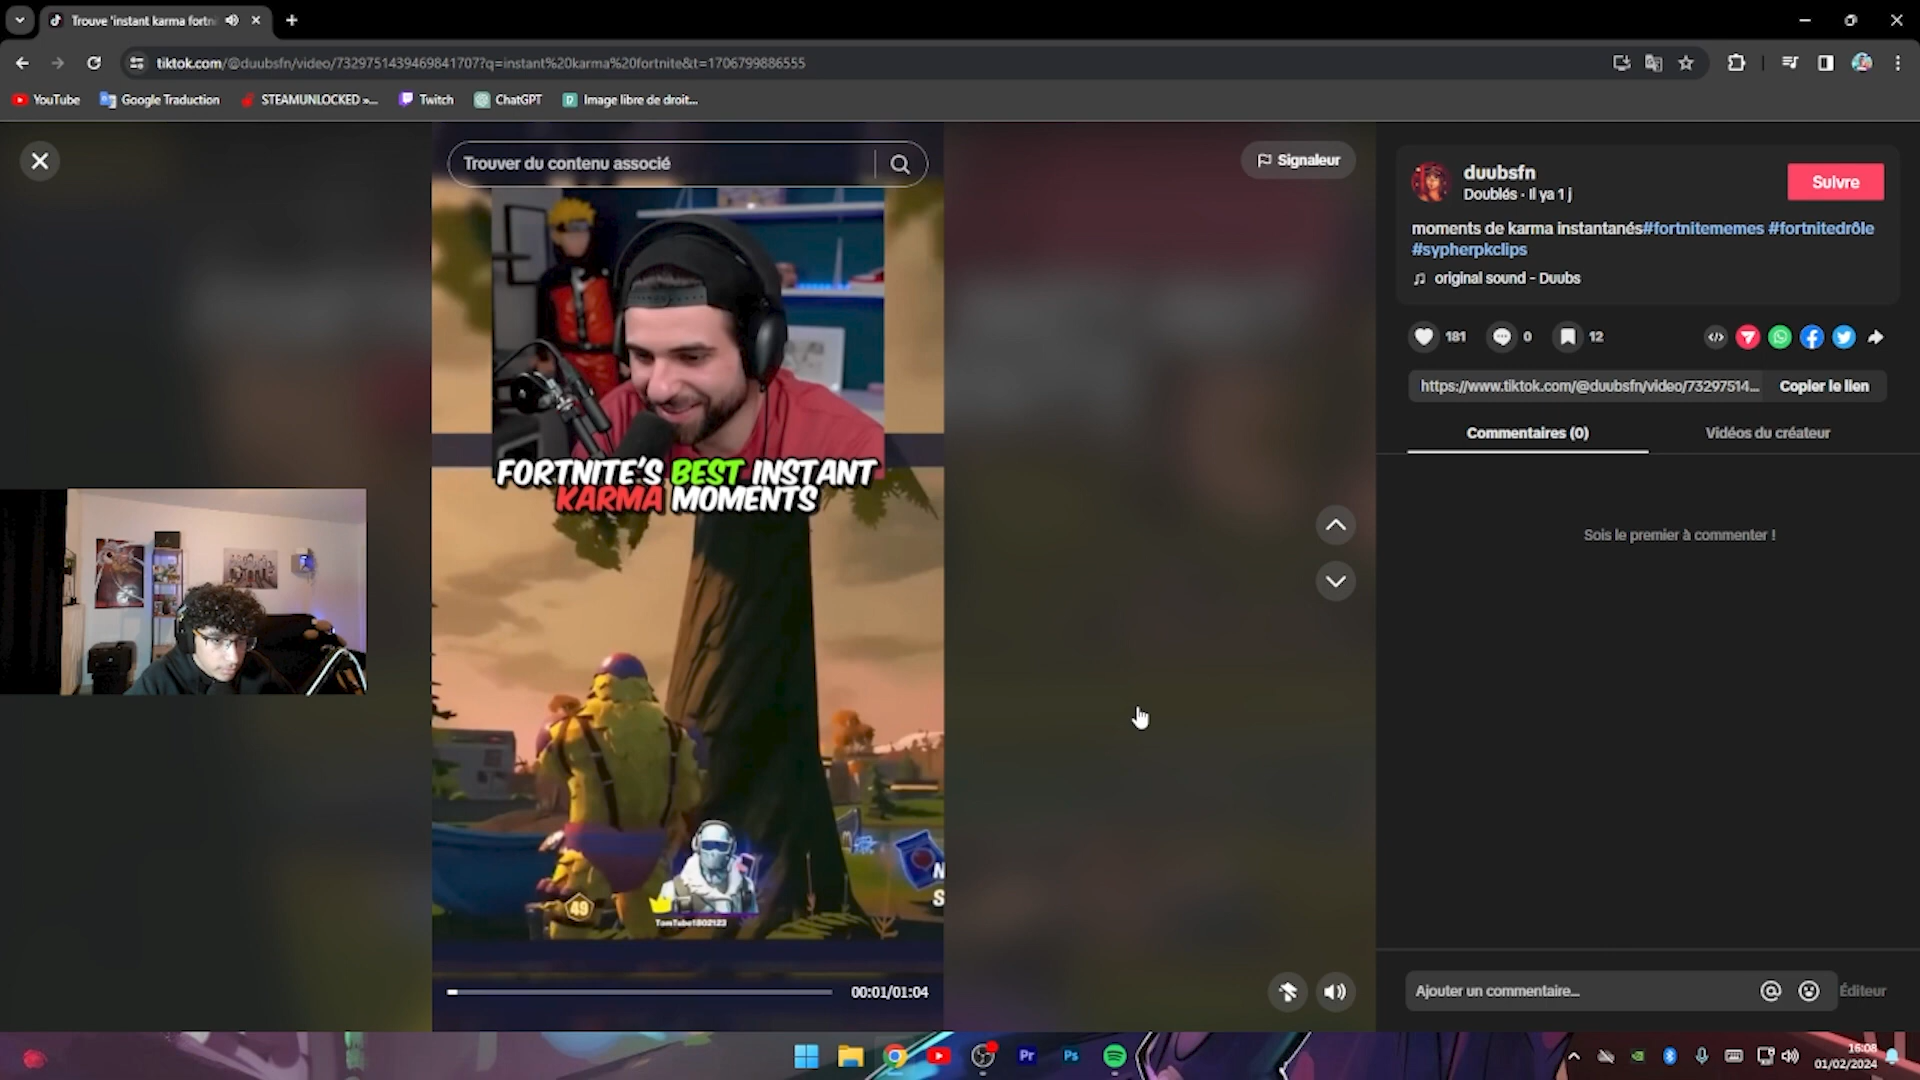 Trouve 'instant karma fortni
tiktok.com/@duubsfn/video/7329751439469841707?q=instant%20karma%20fortnite&t=1706799886555
YouTube
Google Traduction
STEAMUNLOCKED »...
Twitch
ChatGPT
Image libre de droit...
Trouver du contenu associé
Signaleur
FORTNITE'S BEST INSTANT
KARMA MOMENTS
49
TomTube1802123
N
S
00:01/01:04
duubsfn
Doublés · Il ya 1 j
Suivre
moments de karma instantanés#fortnitememes #fortnitedrôle
#sypherpkclips
original sound - Duubs
181
0
12
https://www.tiktok.com/@duubsfn/video/73297514...
Copier le lien
Commentaires (0)
Vidéos du créateur
Sois le premier à commenter !
Ajouter un commentaire...
Éditeur
Pr
Ps
16:08
01/02/2024